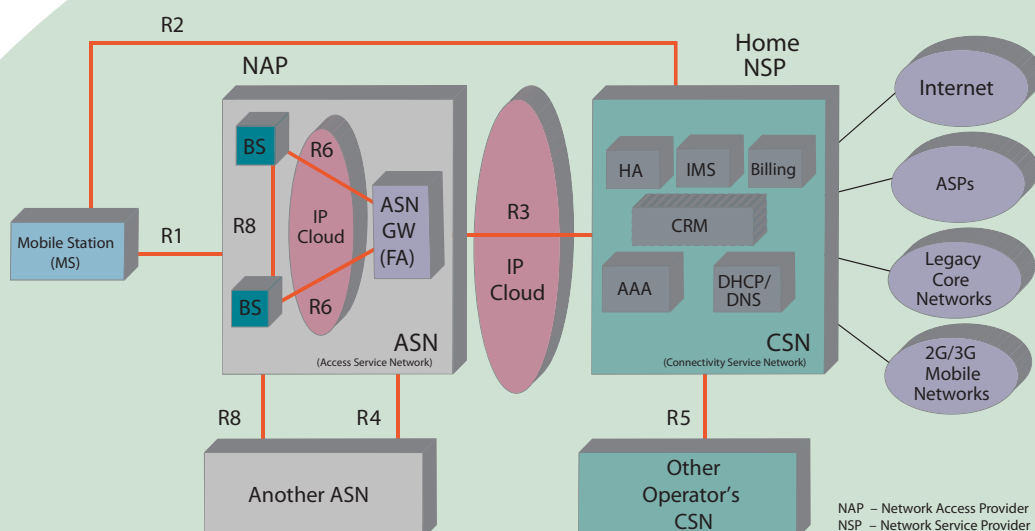 R2
Home
NSP
NAP
Internet
BS
R6
HA
IMS
Billing
ASPs
ASN
GW
(FA)
R8
IP
Cloud
R3
CRM
Mobile Station
(MS)
R1
IP
Cloud
Legacy
Core
Networks
BS
R6
AAA
DHCP/
DNS
ASN
(Access Service Network)
CSN
(Connectivity Service Network)
2G/3G
Mobile
Networks
R8
R4
R5
Another ASN
Other
Operator's
CSN
NAP – Network Access Provider
NSP – Network Service Provider